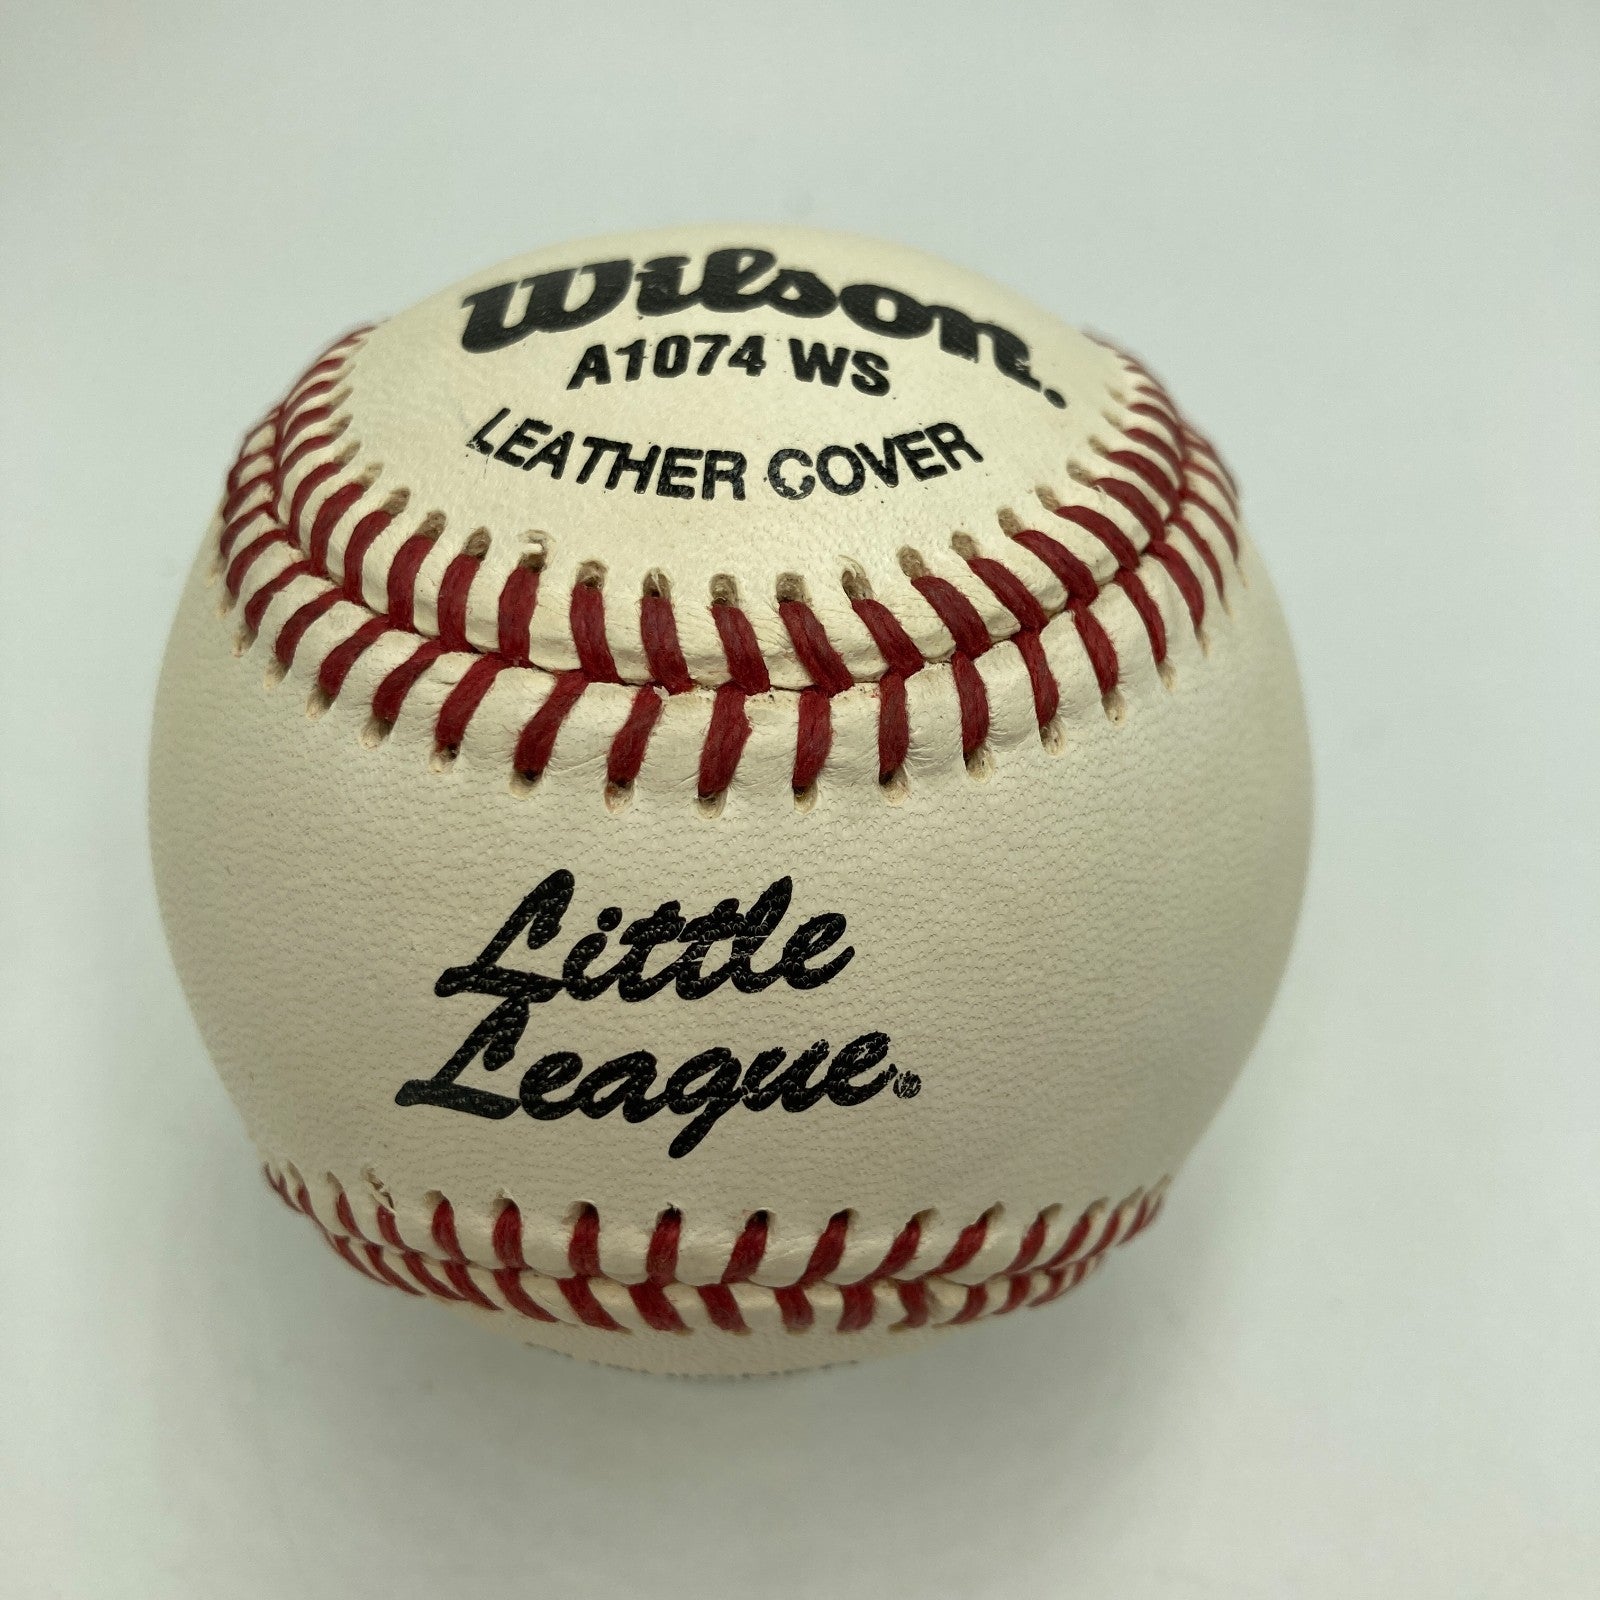 Wilson.
A1074 WS
LEATHER COVER
Little
League®